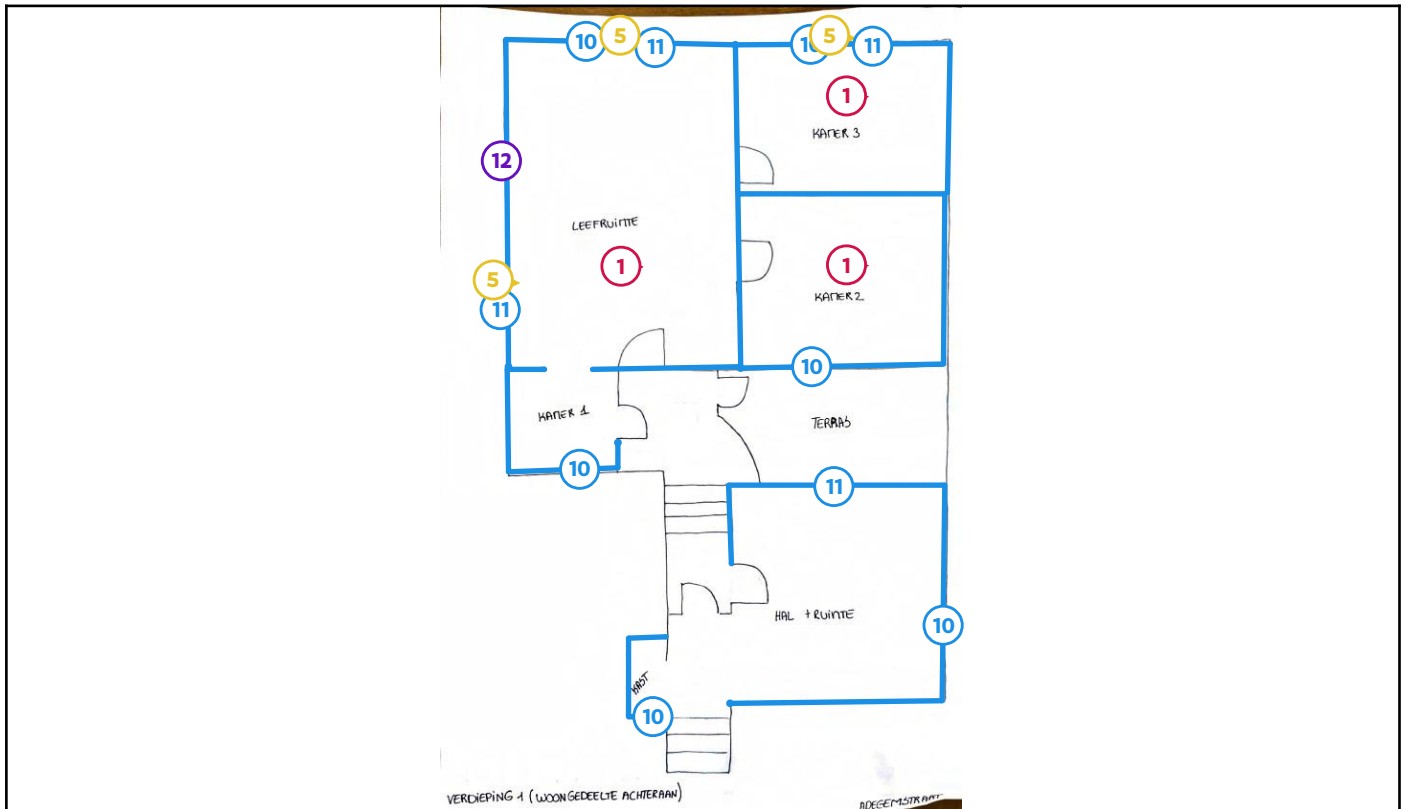 10 5 11
10 5 11
1
KAMER 3
12
LEEFRUIMTE
1
1
5
KAMER 2
11
10
KAMER 1
TERRAS
10
11
HAL + RUIMTE
10
KAST
10
VERDIEPING 1 (WOONGEDEELTE ACHTERAAN)
ADEGEMSTRAAT